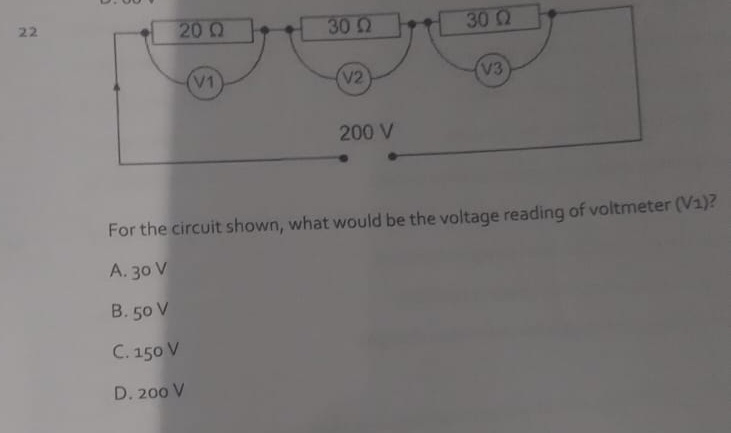 22
20 Ω
30 Ω
30 Ω
V1
V2
V3
200 V
For the circuit shown, what would be the voltage reading of voltmeter (V1)?
A. 30 V
B. 50 V
C. 150 V
D. 200 V